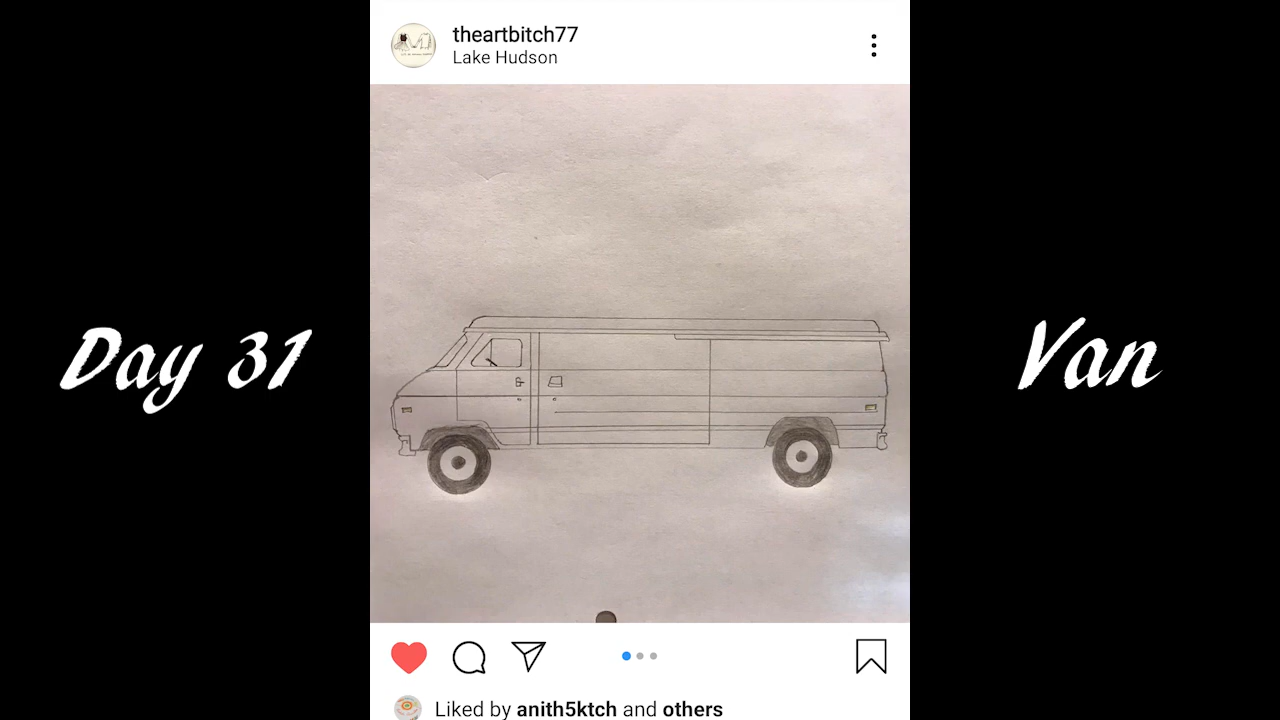 theartbitch77
Lake Hudson
Day 31
Van
Liked by anith5ktch and others